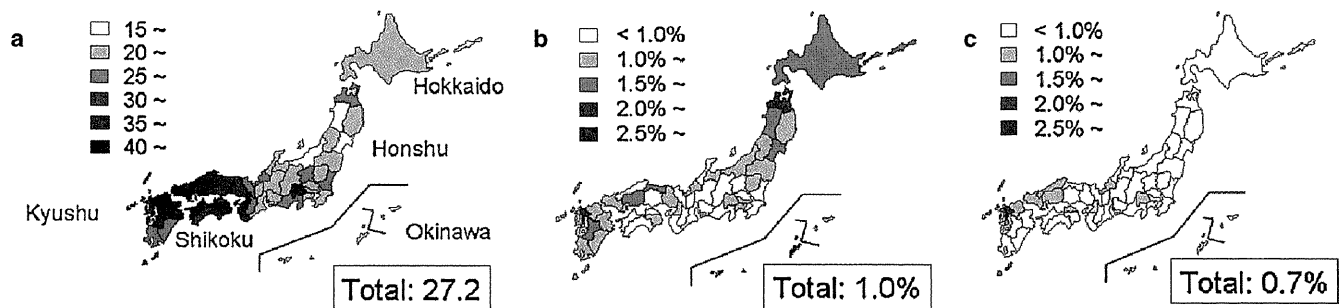 a
15 ~
20 ~
25 ~
30 ~
35 ~
40 ~
Hokkaido
Honshu
Kyushu
Shikoku
Okinawa
Total: 27.2
b
< 1.0%
1.0% ~
1.5% ~
2.0% ~
2.5% ~
Total: 1.0%
c
< 1.0%
1.0% ~
1.5% ~
2.0% ~
2.5% ~
Total: 0.7%